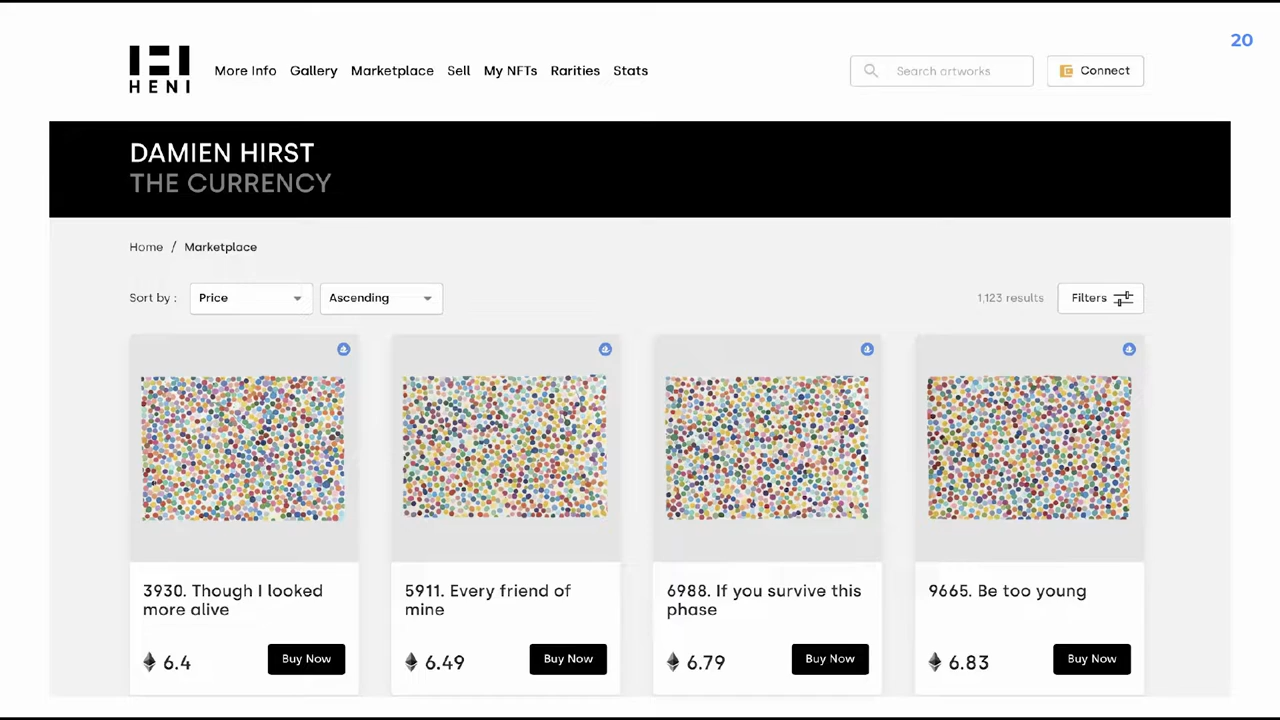 20
HENI
More Info Gallery Marketplace Sell My NFTs Rarities Stats
Search artworks
Connect
DAMIEN HIRST
THE CURRENCY
Home / Marketplace
Sort by : Price Ascending
1,123 results Filters
3930. Though I looked
more alive
6.4 Buy Now
5911. Every friend of
mine
6.49 Buy Now
6988. If you survive this
phase
6.79 Buy Now
9665. Be too young
6.83 Buy Now